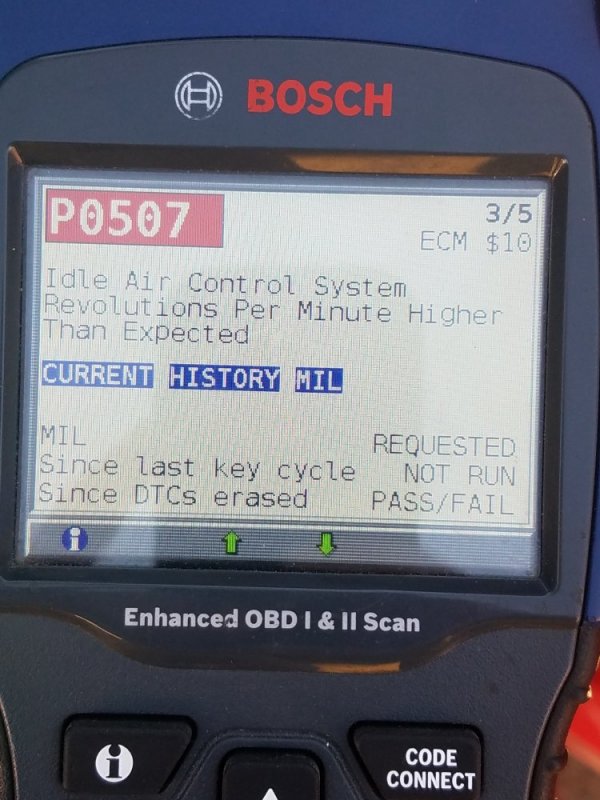 BOSCH
P0507
3/5
ECM $10
Idle Air Control System
Revolutions Per Minute Higher
Than Expected
CURRENT HISTORY MIL
MIL REQUESTED
Since last key cycle NOT RUN
Since DTCs erased PASS/FAIL
i
Enhanced OBD I & II Scan
i
CODE
CONNECT